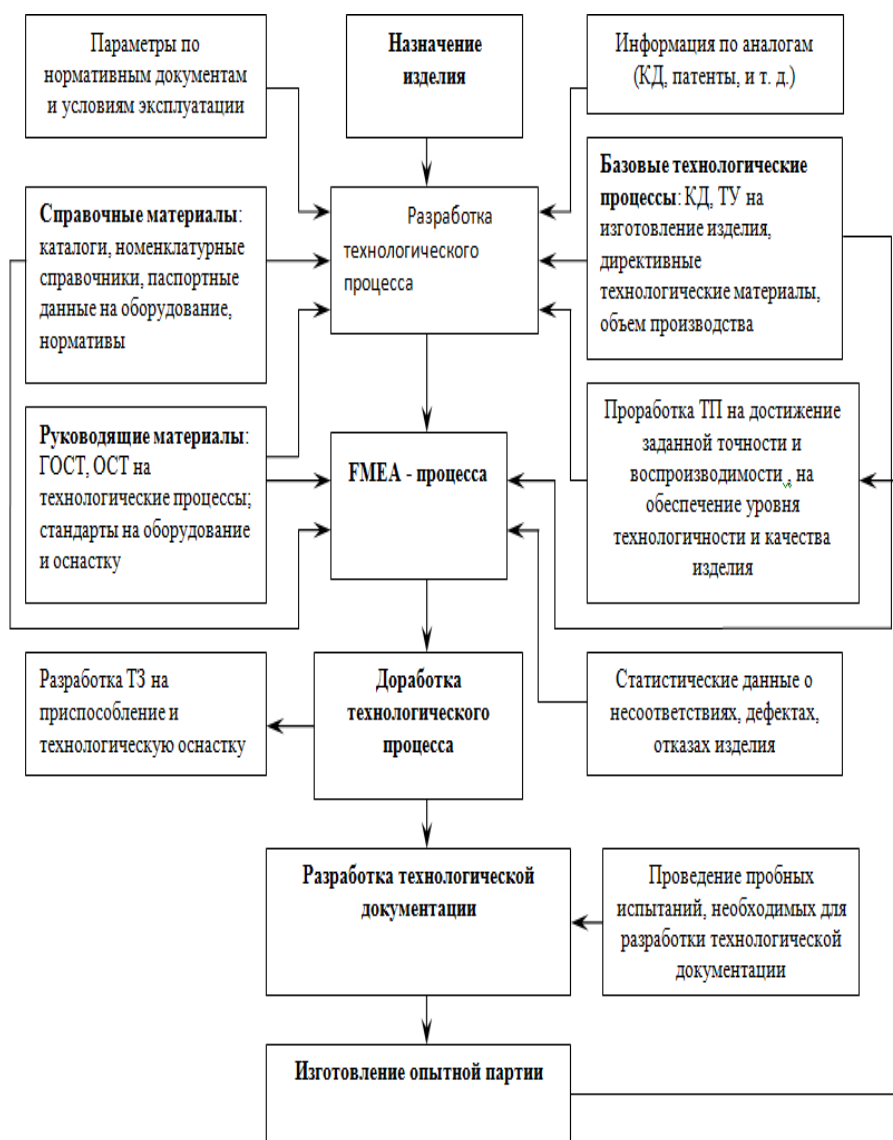 Параметры по
нормативным документам
и условиям эксплуатации
Назначение
изделия
Информация по аналогам
(КД, патенты, и т. д.)
Справочные материалы:
каталоги, номенклатурные
справочники, паспортные
данные на оборудование,
нормативы
Разработка
технологического
процесса
Базовые технологические
процессы: КД, ТУ на
изготовление изделия,
директивные
технологические материалы,
объем производства
Руководящие материалы:
ГОСТ, ОСТ на
технологические процессы;
стандарты на оборудование
и оснастку
FMEA - процесса
Проработка ТП на достижение
заданной точности и
воспроизводимости , на
обеспечение уровня
технологичности и качества
изделия
Разработка ТЗ на
приспособление и
технологическую оснастку
Доработка
технологического
процесса
Статистические данные о
несоответствиях, дефектах,
отказах изделия
Разработка технологической
документации
Проведение пробных
испытаний, необходимых для
разработки технологической
документации
Изготовление опытной партии